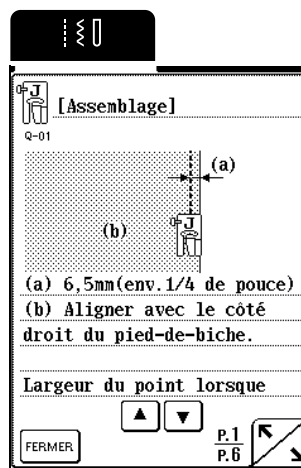 J
[Assemblage]
Q-01
(a)
J
(b)
(a) 6,5mm(env.1/4 de pouce)
(b) Aligner avec le côté
droit du pied-de-biche.
Largeur du point lorsque
FERMER
P.1
P.6